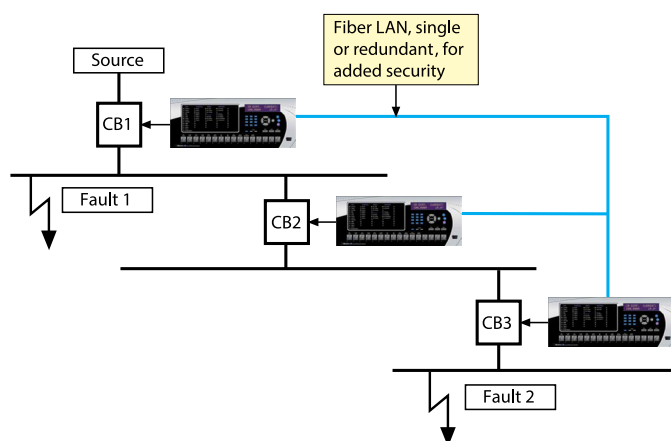 Fiber LAN, single
or redundant, for
added security
Source
CB1
Fault 1
CB2
CB3
Fault 2